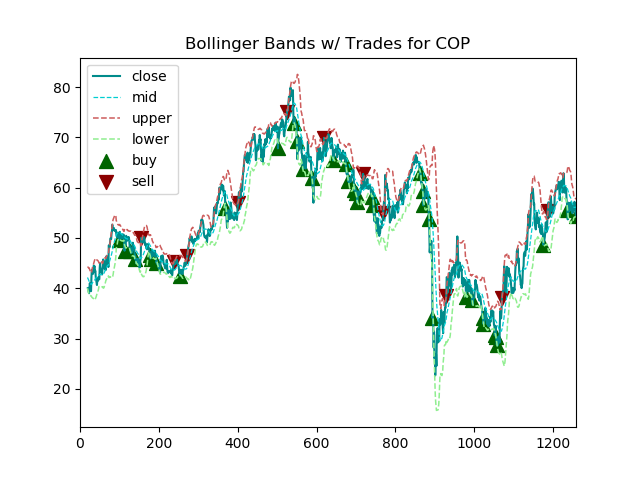 Bollinger Bands w/ Trades for COP
close
mid
upper
lower
buy
sell
80
70
60
50
40
30
20
0 200 400 600 800 1000 1200